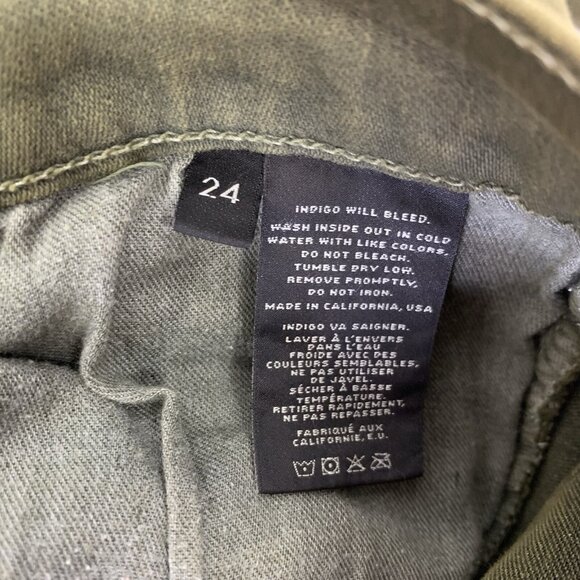 24
INDIGO WILL BLEED.
WASH INSIDE OUT IN COLD
WATER WITH LIKE COLORS.
DO NOT BLEACH.
TUMBLE DRY LOW.
REMOVE PROMPTLY.
DO NOT IRON.
MADE IN CALIFORNIA, USA
INDIGO VA SAIGNER.
LAVER À L'ENVERS
DANS L'EAU
FROIDE AVEC DES
COULEURS SEMBLABLES,
NE PAS UTILISER
DE JAVEL.
SÉCHER À BASSE
TEMPÉRATURE.
RETIRER RAPIDEMENT,
NE PAS REPASSER.
FABRIQUÉ AUX
CALIFORNIE, E.U.